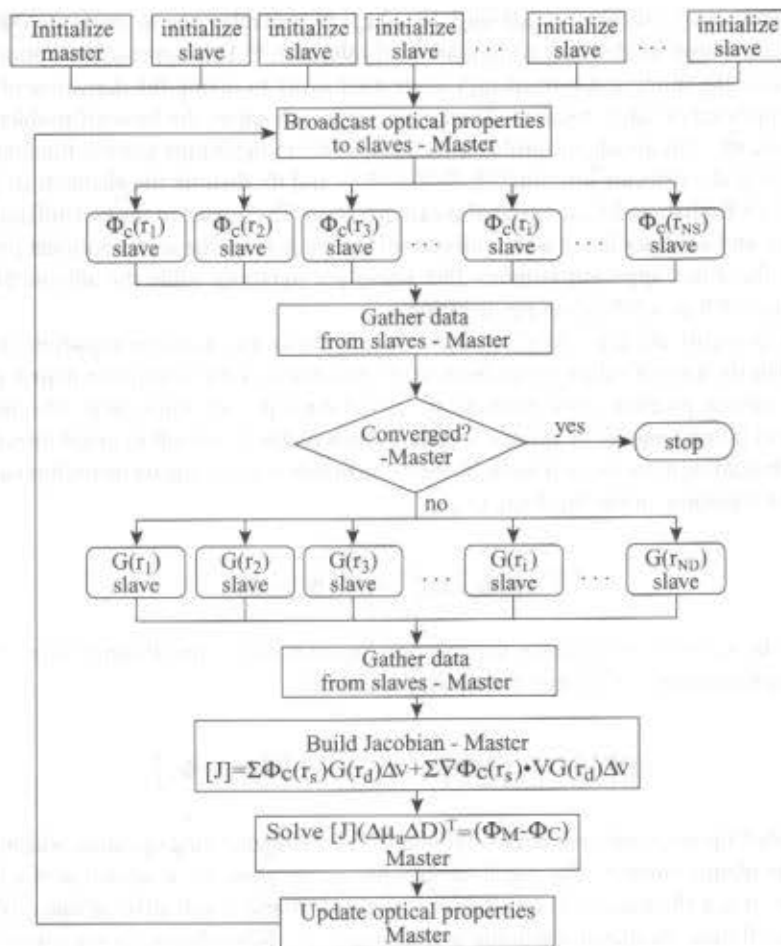 Initialize master
initialize slave
initialize slave
initialize slave
initialize slave
initialize slave
Broadcast optical properties
to slaves - Master
Φc(r1) slave
Φc(r2) slave
Φc(r3) slave
Φc(ri) slave
Φc(rNS) slave
Gather data
from slaves - Master
Converged?
-Master
yes
stop
no
G(r1) slave
G(r2) slave
G(r3) slave
G(ri) slave
G(rND) slave
Gather data
from slaves - Master
Build Jacobian - Master
[J]=ΣΦc(rs)G(rd)Δv+Σ∇Φc(rs)•VG(rd)Δv
Solve [J](ΔμaΔD)ᵀ=(ΦM-ΦC)
Master
Update optical properties
Master